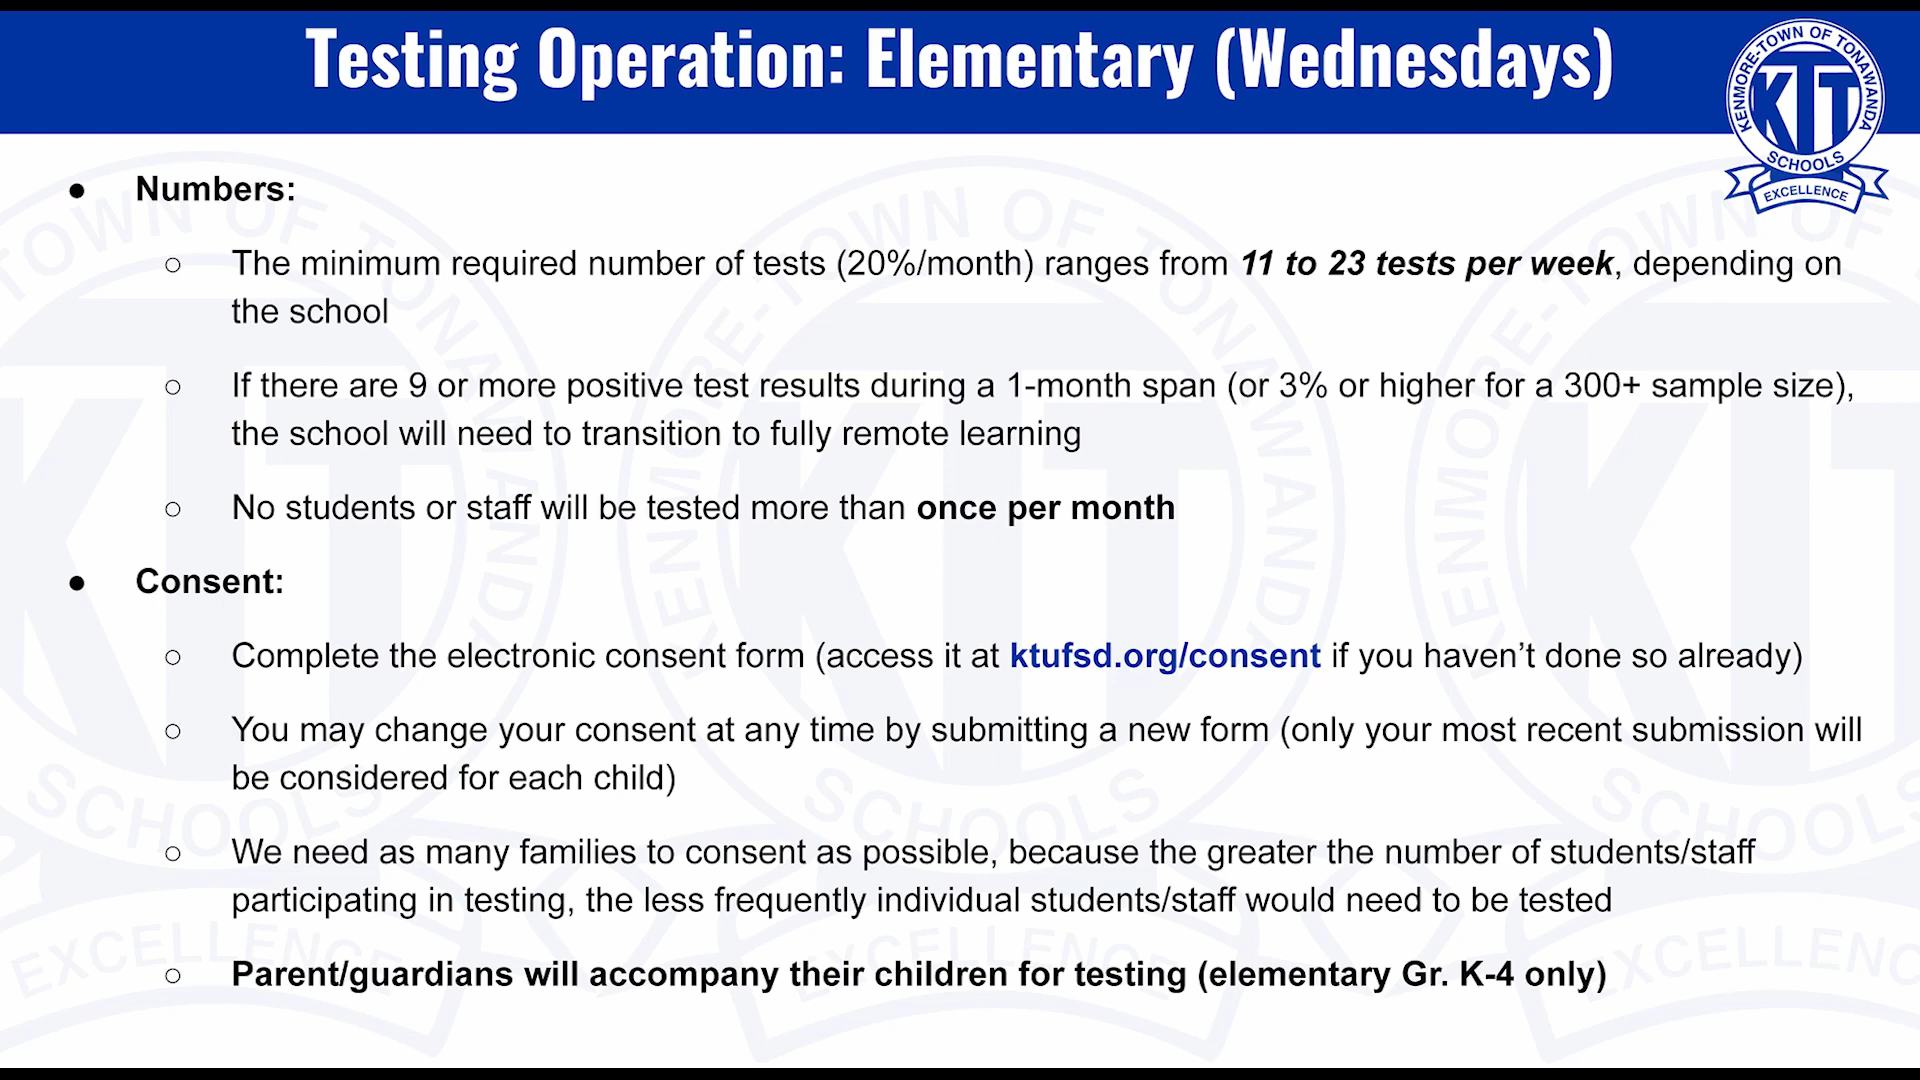 Testing Operation: Elementary (Wednesdays)
KENMORE-TOWN OF TONAWANDA
KTT
SCHOOLS
EXCELLENCE
● Numbers:
○ The minimum required number of tests (20%/month) ranges from 11 to 23 tests per week, depending on
the school
○ If there are 9 or more positive test results during a 1-month span (or 3% or higher for a 300+ sample size),
the school will need to transition to fully remote learning
○ No students or staff will be tested more than once per month
● Consent:
○ Complete the electronic consent form (access it at ktufsd.org/consent if you haven’t done so already)
○ You may change your consent at any time by submitting a new form (only your most recent submission will
be considered for each child)
○ We need as many families to consent as possible, because the greater the number of students/staff
participating in testing, the less frequently individual students/staff would need to be tested
○ Parent/guardians will accompany their children for testing (elementary Gr. K-4 only)